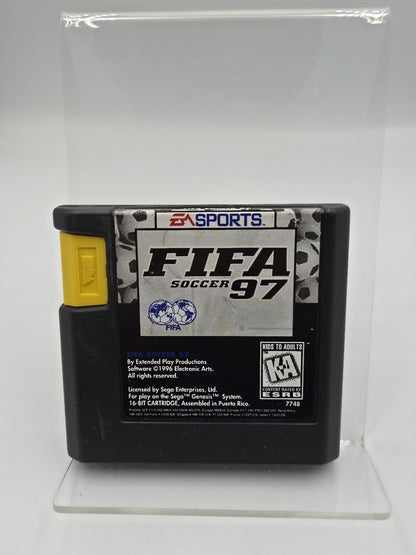 EA SPORTS
FIFA
SOCCER 97
FIFA
FIFA SOCCER 97
By Extended Play Productions
Software ©1996 Electronic Arts.
All rights reserved.
Licensed by Sega Enterprises, Ltd.
For play on the Sega™ Genesis™ System.
16-BIT CARTRIDGE, Assembled in Puerto Rico.
KIDS TO ADULTS
K-A
CONTENT RATED BY
ESRB
7748